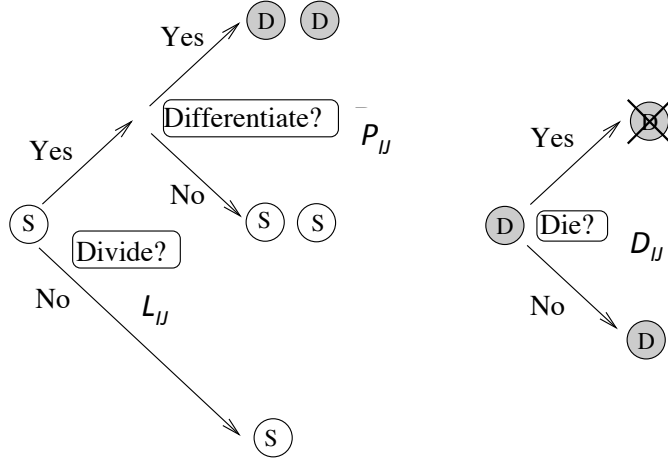 Yes
D D
Differentiate?
P_IJ
D
Yes
Yes
No
S
S S
D
Die?
D_IJ
Divide?
No
L_IJ
No
D
S